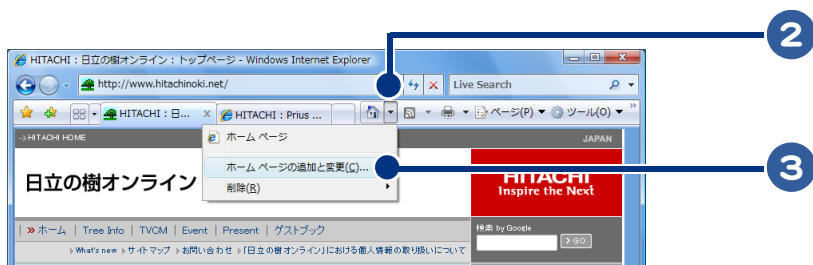 2
HITACHI：日立の樹オンライン：トップページ - Windows Internet Explorer
http://www.hitachinoki.net/
Live Search
HITACHI：日... x
HITACHI : Prius ...
ページ(P)
ツール(O)
»
→HITACHI HOME
JAPAN
ホーム ページ
ホーム ページの追加と変更(C)...
削除(R)
3
日立の樹オンライン
HITACHI
Inspire the Next
| »ホーム | Tree Info | TVCM | Event | Present | ゲストブック
検索 by Google
GO
What's new サイトマップ お問い合わせ 「日立の樹オンライン」における個人情報の取り扱いについて